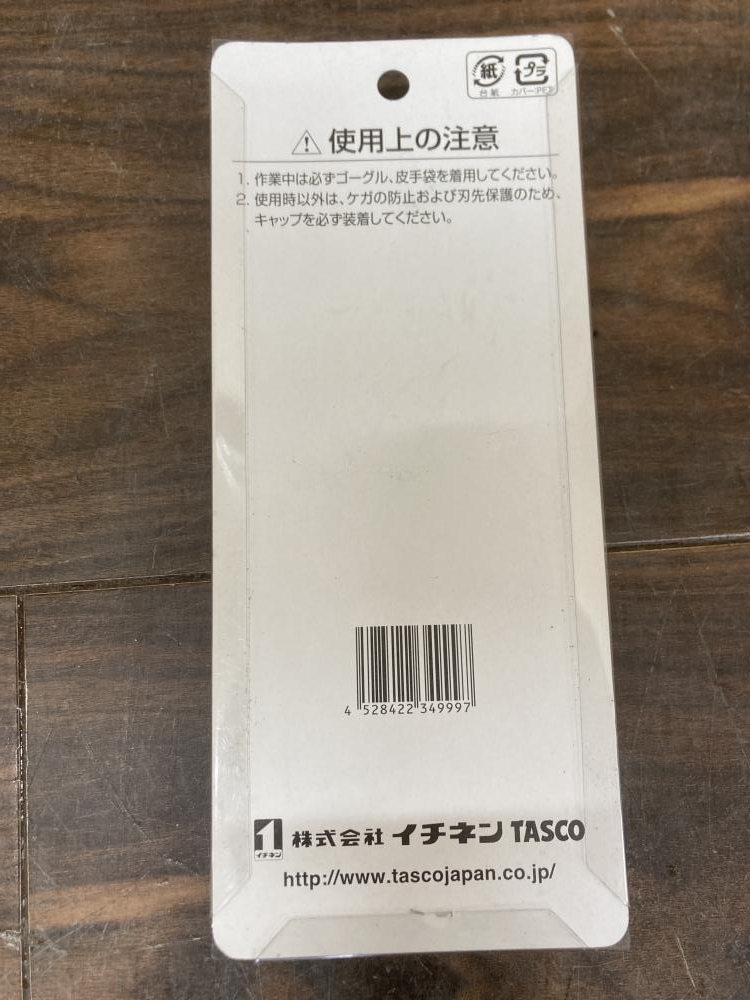 紙 プラ
台紙 カバー:PET
⚠ 使用上の注意
1. 作業中は必ずゴーグル、皮手袋を着用してください。
2. 使用時以外は、ケガの防止および刃先保護のため、
キャップを必ず装着してください。
4 528422 349997
1 イチネン 株式会社 イチネン TASCO
http://www.tascojapan.co.jp/